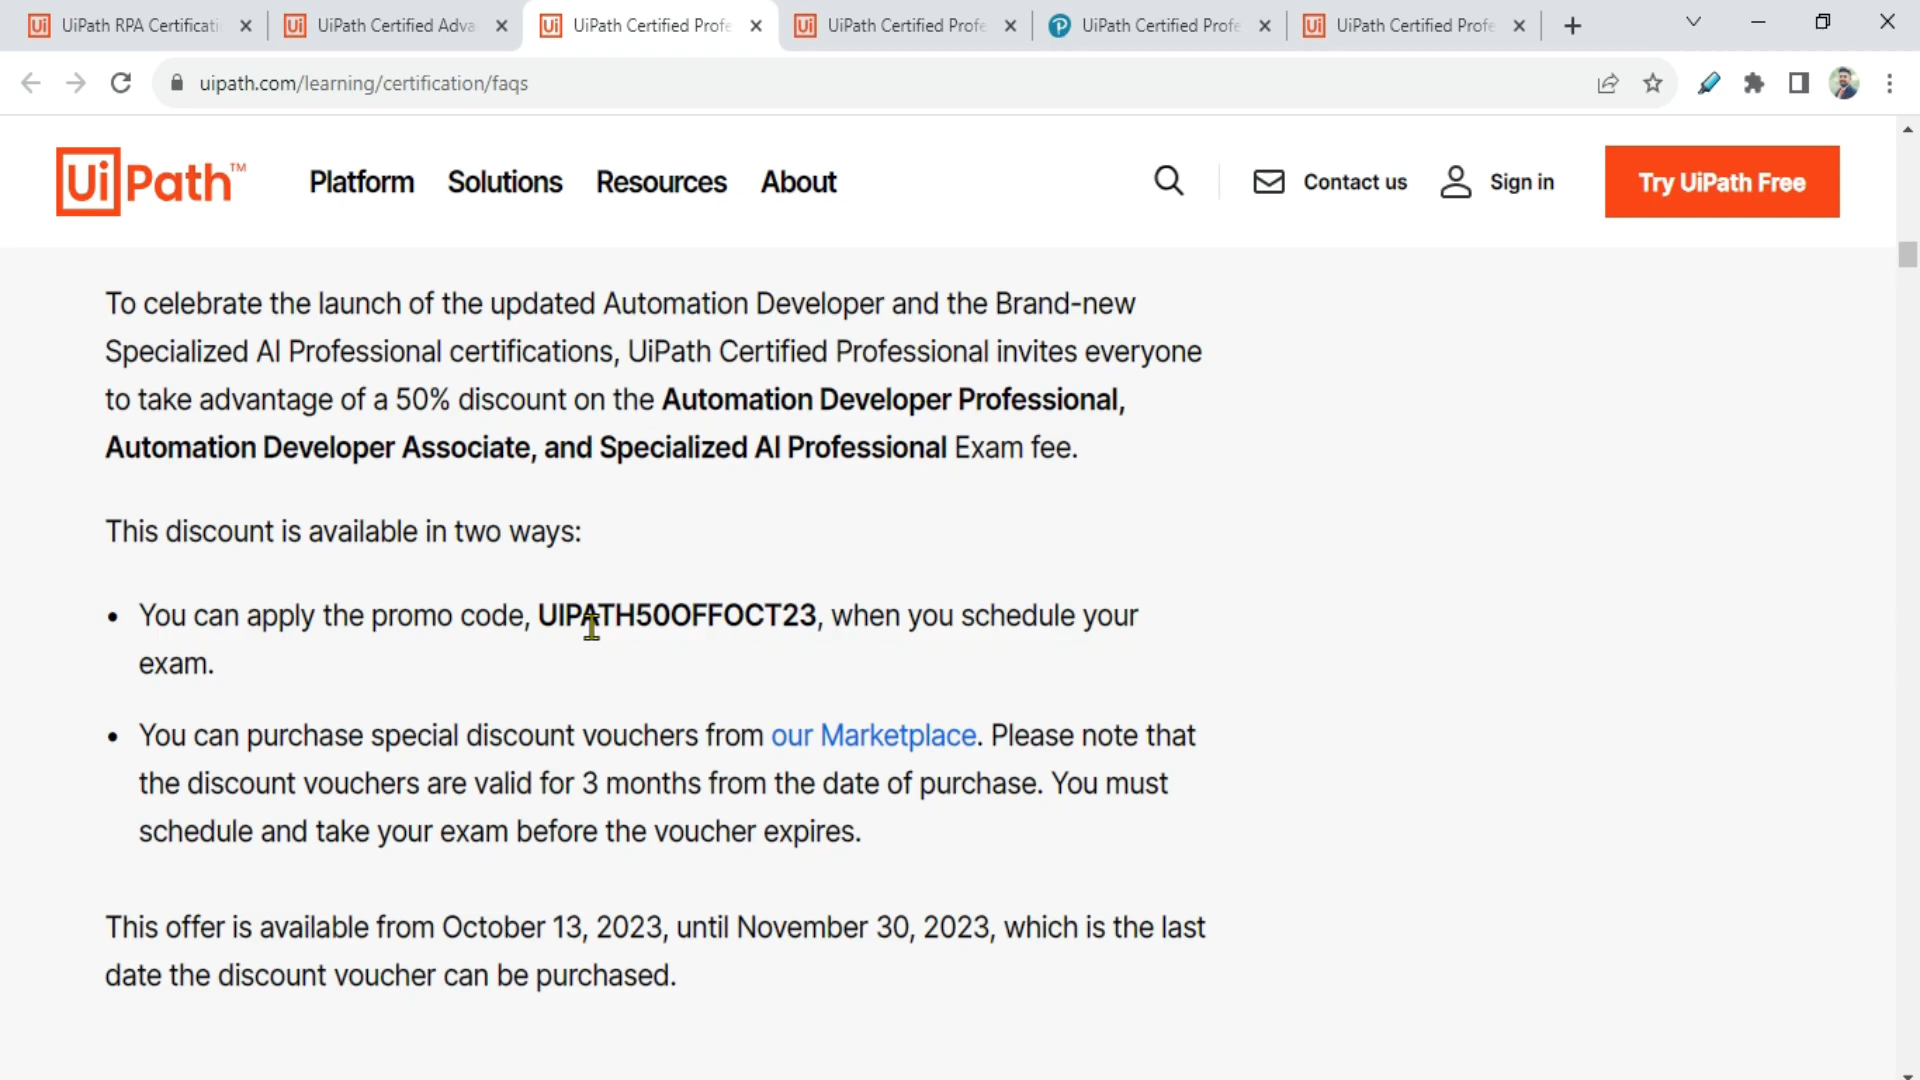 UiPath RPA Certificati
UiPath Certified Adva
UiPath Certified Profe
UiPath Certified Profe
UiPath Certified Profe
UiPath Certified Profe
uipath.com/learning/certification/faqs
UiPath™
Platform
Solutions
Resources
About
Contact us
Sign in
Try UiPath Free
To celebrate the launch of the updated Automation Developer and the Brand-new
Specialized AI Professional certifications, UiPath Certified Professional invites everyone
to take advantage of a 50% discount on the Automation Developer Professional,
Automation Developer Associate, and Specialized AI Professional Exam fee.
This discount is available in two ways:
• You can apply the promo code, UIPATH50OFFOCT23, when you schedule your
exam.
• You can purchase special discount vouchers from our Marketplace. Please note that
the discount vouchers are valid for 3 months from the date of purchase. You must
schedule and take your exam before the voucher expires.
This offer is available from October 13, 2023, until November 30, 2023, which is the last
date the discount voucher can be purchased.